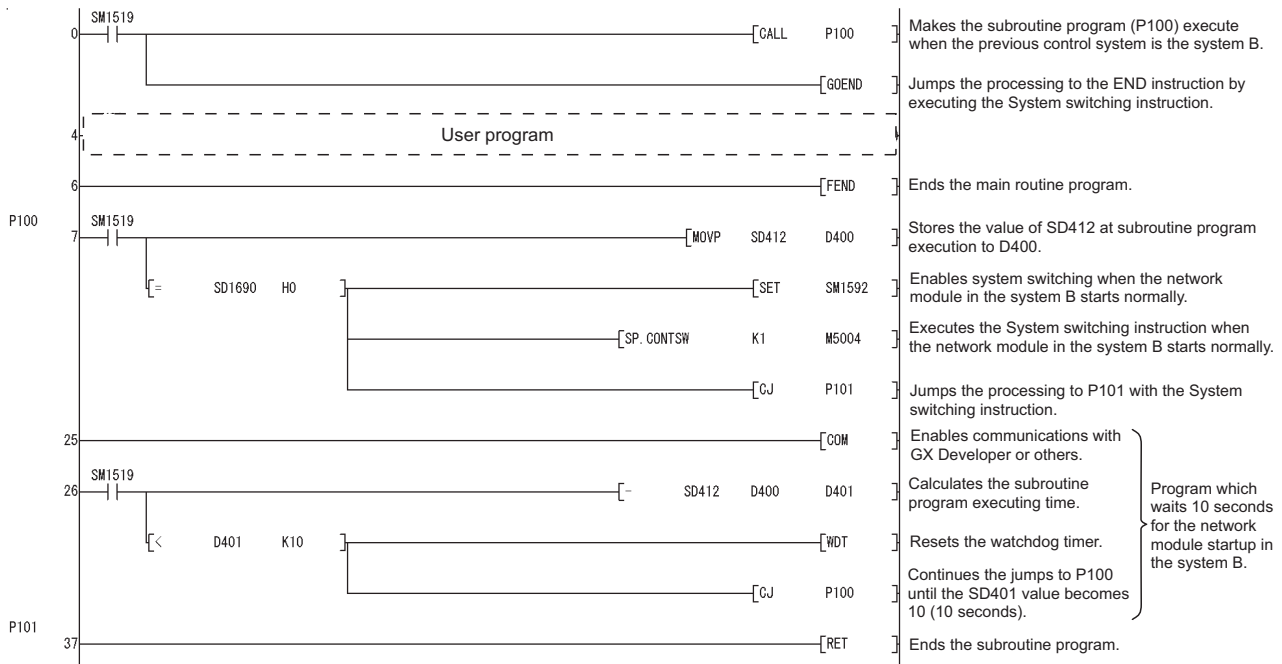 SM1519
0 [CALL P100 ] Makes the subroutine program (P100) execute
when the previous control system is the system B.
[GOEND ] Jumps the processing to the END instruction by
executing the System switching instruction.
4 User program
6 [FEND ] Ends the main routine program.
P100 SM1519
7 [MOVP SD412 D400 ] Stores the value of SD412 at subroutine program
execution to D400.
[= SD1690 H0 ] [SET SM1592 ] Enables system switching when the network
module in the system B starts normally.
[SP.CONTSW K1 M5004 ] Executes the System switching instruction when
the network module in the system B starts normally.
[CJ P101 ] Jumps the processing to P101 with the System
switching instruction.
25 [COM ] Enables communications with
GX Developer or others.
SM1519
26 [- SD412 D400 D401 ] Calculates the subroutine
program executing time.
[< D401 K10 ] [WDT ] Resets the watchdog timer.
[CJ P100 ] Continues the jumps to P100
until the SD401 value becomes
10 (10 seconds).
Program which
waits 10 seconds
for the network
module startup in
the system B.
P101
37 [RET ] Ends the subroutine program.